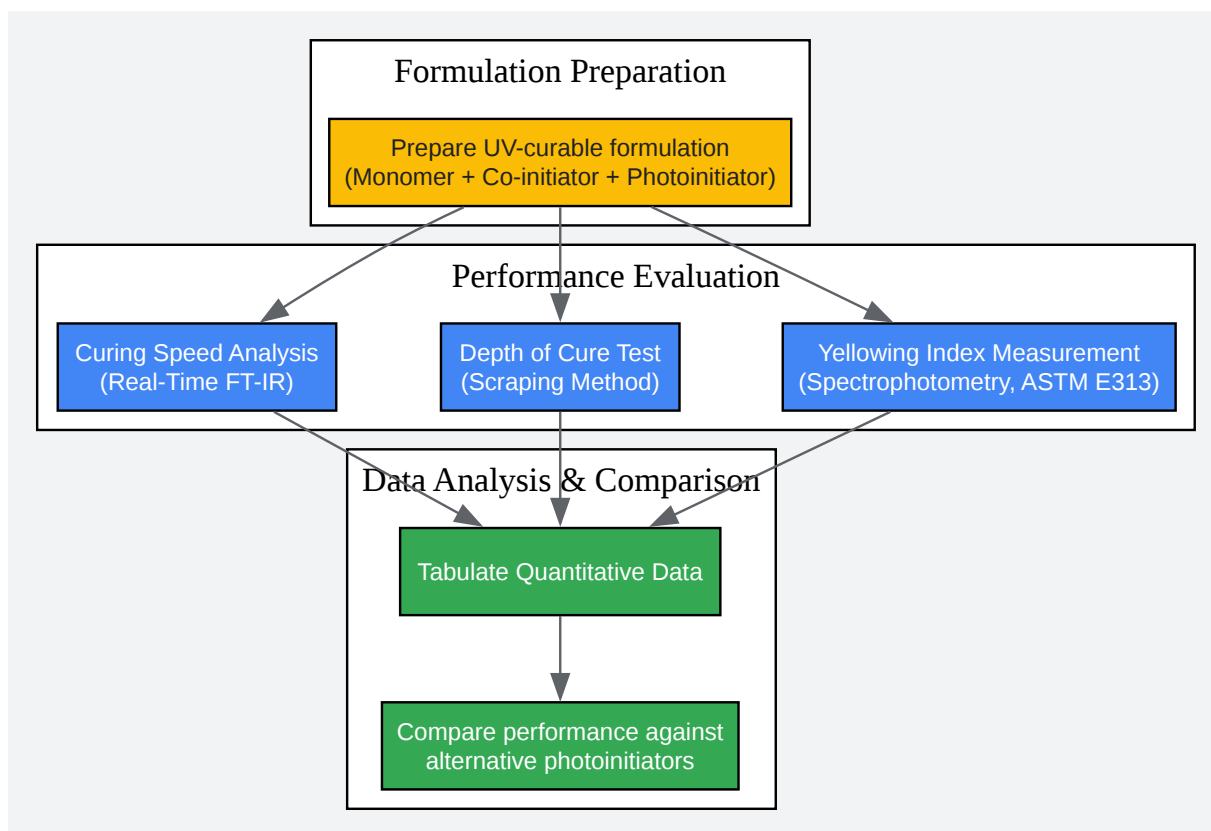 Formulation Preparation
Prepare UV-curable formulation
(Monomer + Co-initiator + Photoinitiator)
Performance Evaluation
Curing Speed Analysis
(Real-Time FT-IR)
Depth of Cure Test
(Scraping Method)
Yellowing Index Measurement
(Spectrophotometry, ASTM E313)
Data Analysis & Comparison
Tabulate Quantitative Data
Compare performance against
alternative photoinitiators